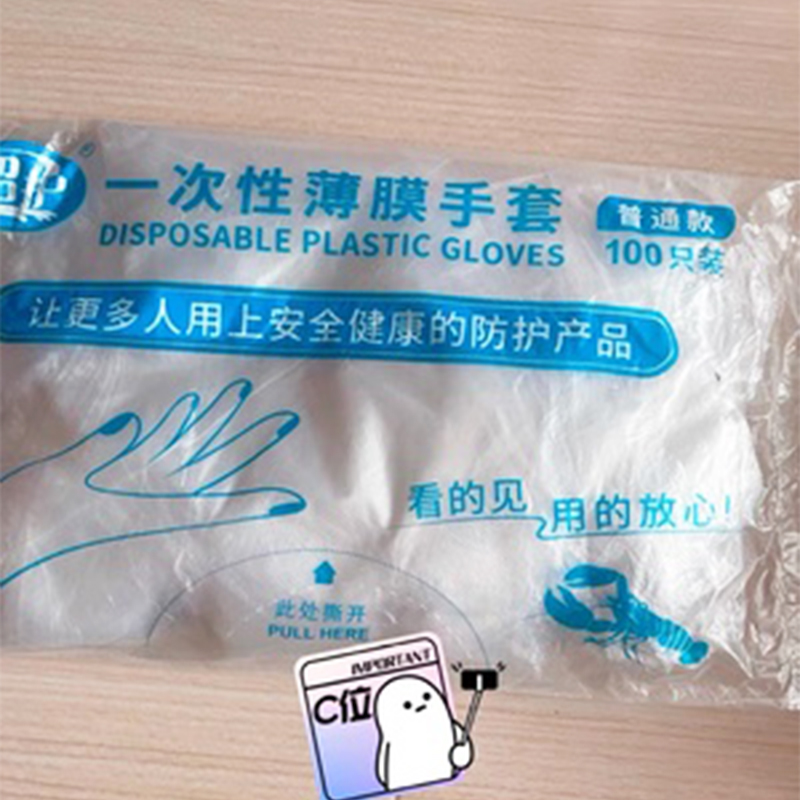 超护®
一次性薄膜手套
DISPOSABLE PLASTIC GLOVES
普通款
100只装
让更多人用上安全健康的防护产品
看的见
用的放心!
此处撕开
PULL HERE
IMPORTANT
C位